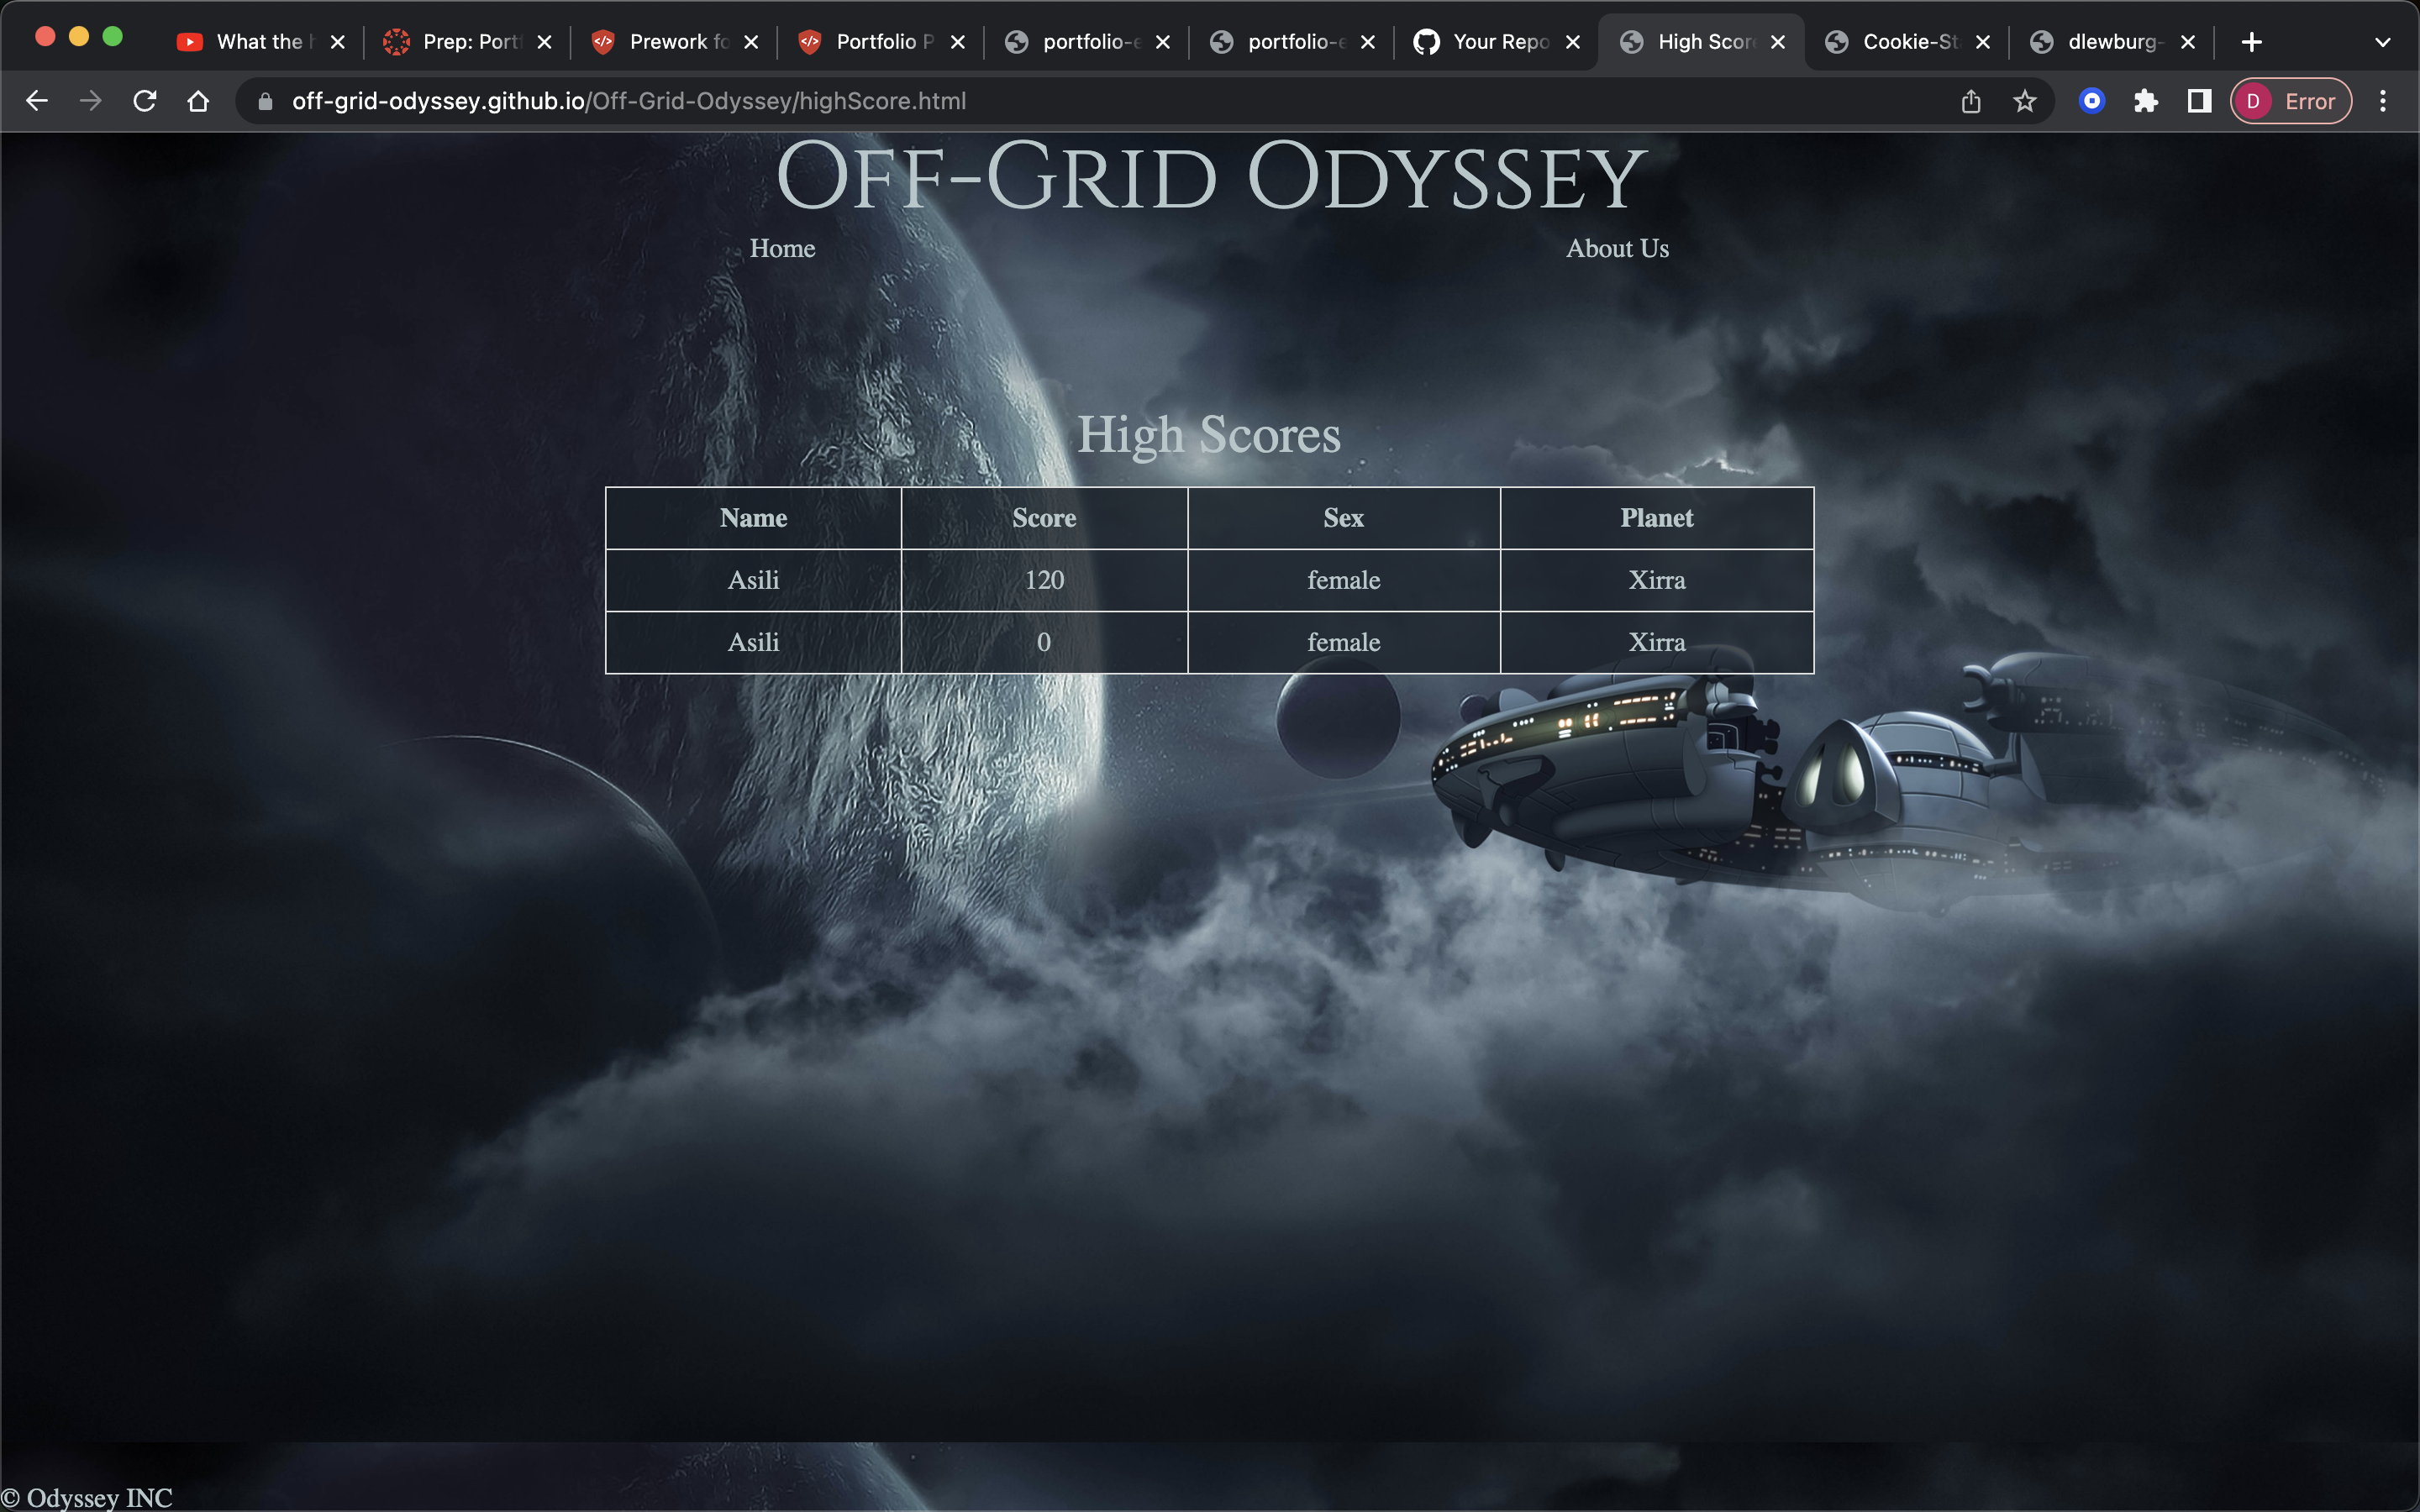 What the
Prep: Port
Prework fo
Portfolio P
portfolio-e
portfolio-e
Your Repo
High Scor
Cookie-St
dlewburg-
off-grid-odyssey.github.io/Off-Grid-Odyssey/highScore.html
D Error
Off-Grid Odyssey
Home About Us
High Scores
Name Score Sex Planet
Asili 120 female Xirra
Asili 0 female Xirra
© Odyssey INC